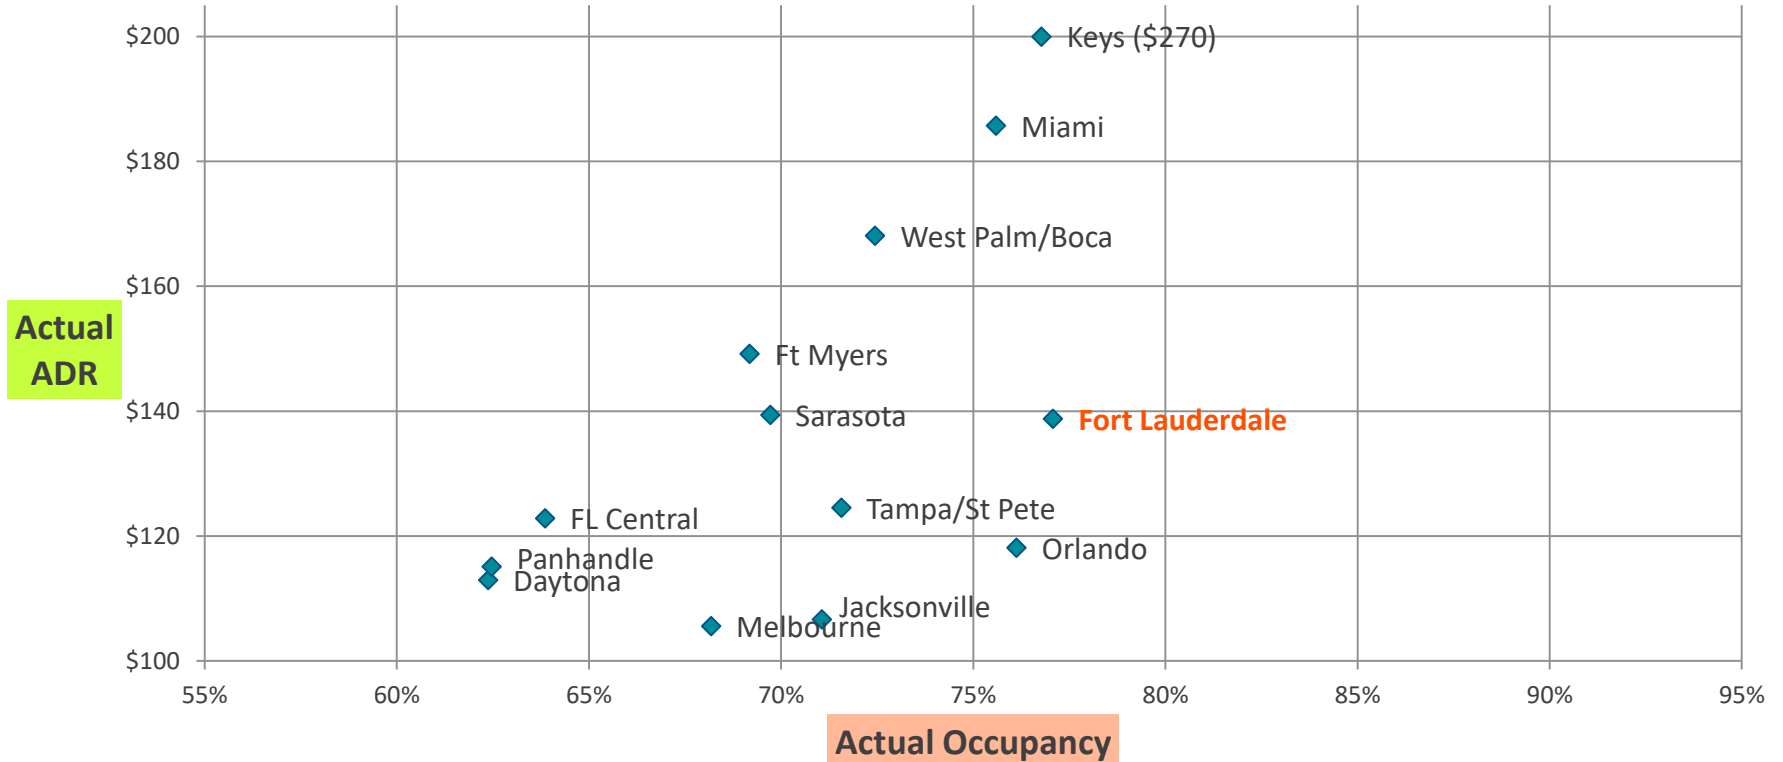 $200
Keys ($270)
Miami
$180
West Palm/Boca
$160
Actual
ADR
Ft Myers
$140
Sarasota
Fort Lauderdale
Tampa/St Pete
FL Central
$120
Orlando
Panhandle
Daytona
Jacksonville
Melbourne
$100
55% 60% 65% 70% 75% 80% 85% 90% 95%
Actual Occupancy